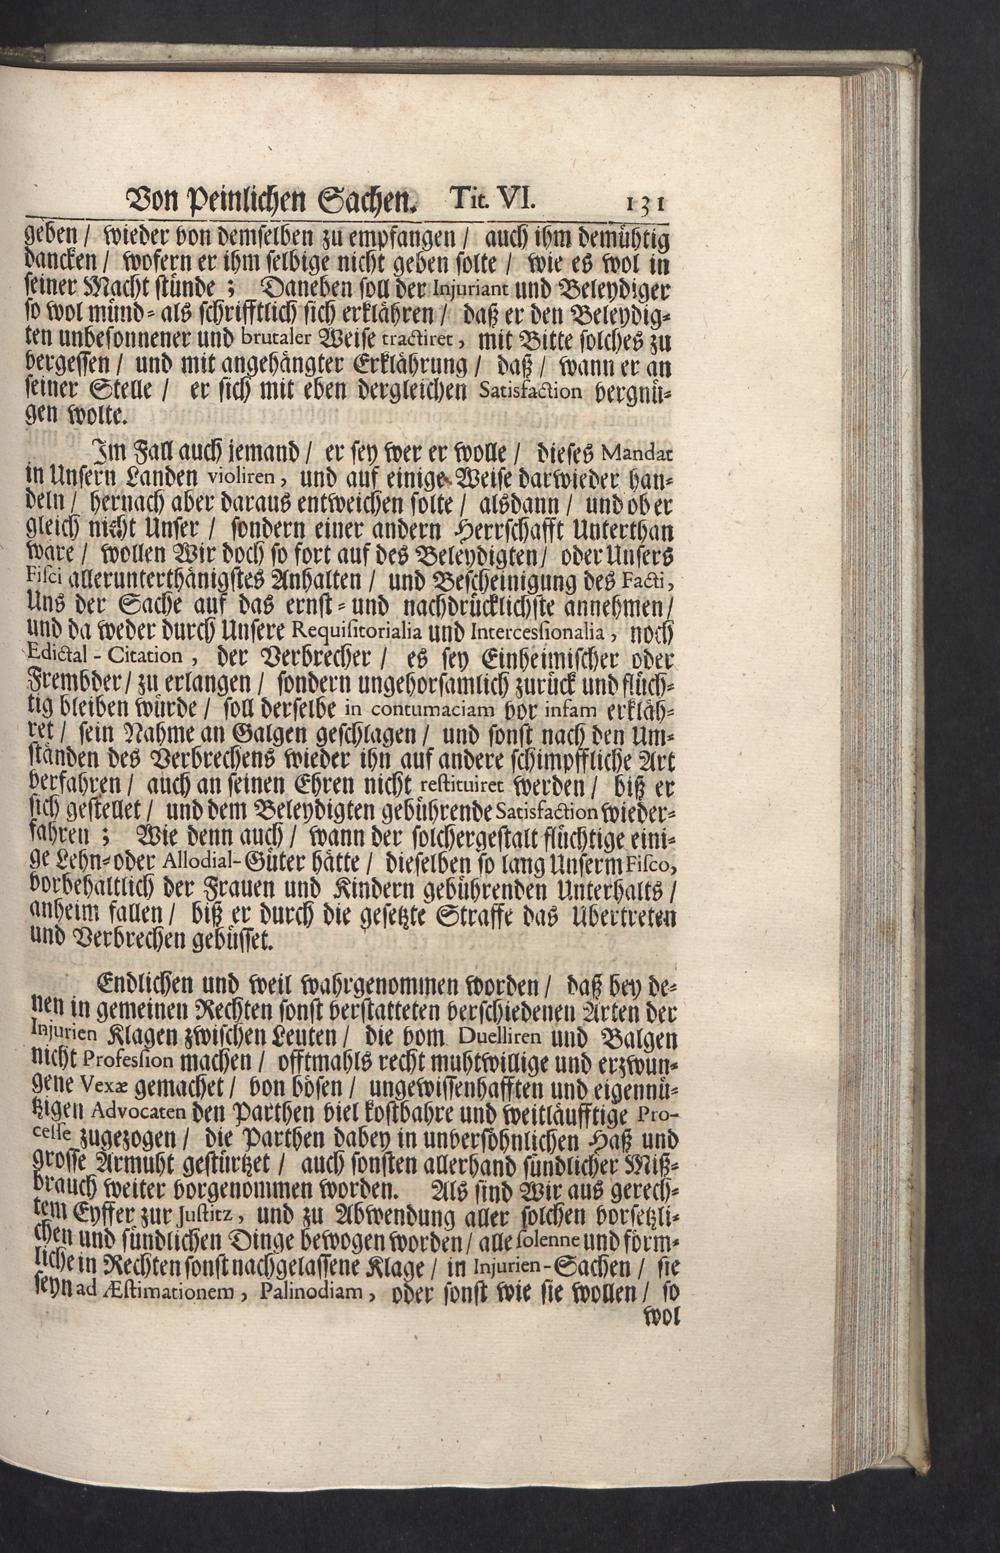 Von Peinlichen Sachen. Tit. VI. 131
geben / wieder von demselben zu empfangen / auch ihm demühtig
dancken / wofern er ihm selbige nicht geben solte / wie es wol in
seiner Macht stünde ; Daneben soll der Injuriant und Beleydiger
so wol münd- als schrifftlich sich erklähren / daß er den Beleydig-
ten unbesonnener und brutaler Weise tractiret, mit Bitte solches zu
vergessen / und mit angehängter Erklährung / daß / wann er an
seiner Stelle / er sich mit eben dergleichen Satisfaction vergnü-
gen wolte.
Im Fall auch jemand / er sey wer er wolle / dieses Mandat
in Unsern Landen violiren, und auf einige Weise darwieder han-
deln / hernach aber daraus entweichen solte / alsdann / und ob er
gleich nicht Unser / sondern einer andern Herrschafft Unterthan
ware / wollen Wir doch so fort auf des Beleydigten / oder Unsers
Fisci allerunterthänigstes Anhalten / und Bescheinigung des Facti,
Uns der Sache auf das ernst- und nachdrücklichste annehmen /
und da weder durch Unsere Requisitorialia und Intercessionalia, noch
Edictal-Citation, der Verbrecher / es sey Einheimischer oder
Frembder / zu erlangen / sondern ungehorsamlich zurück und flüch-
tig bleiben würde / soll derselbe in contumaciam vor infam erkläh-
ret / sein Nahme an Galgen geschlagen / und sonst nach den Um-
ständen des Verbrechens wieder ihn auf andere schimpffliche Art
verfahren / auch an seinen Ehren nicht restituiret werden / biß er
sich gestellet / und dem Beleydigten gebührende Satisfaction wieder-
fahren ; Wie denn auch / wann der solchergestalt flüchtige eini-
ge Lehn- oder Allodial-Güter hätte / dieselben so lang Unserm Fisco,
vorbehaltlich der Frauen und Kindern gebührenden Unterhalts /
anheim fallen / biß er durch die gesetzte Straffe das Ubertreten
und Verbrechen gebüsset.
Endlichen und weil wahrgenommen worden / daß bey de-
nen in gemeinen Rechten sonst verstatteten verschiedenen Arten der
Injurien Klagen zwischen Leuten / die vom Duelliren und Balgen
nicht Profession machen / offtmahls recht muhtwillige und erzwun-
gene Vexæ gemachet / von bösen / ungewissenhafften und eigennü-
tzigen Advocaten den Parthen viel kostbahre und weitläufftige Pro-
cesse zugezogen / die Parthen dabey in unversöhnlichen Haß und
grosse Armuht gestürtzet / auch sonsten allerhand sündlicher Miß-
brauch weiter vorgenommen worden. Als sind Wir aus gerech-
tem Eyffer zur Justitz, und zu Abwendung aller solchen vorsetzli-
chen und sündlichen Dinge bewogen worden / alle solenne und förm-
liche in Rechten sonst nachgelassene Klage / in Injurien-Sachen / sie
seyn ad Æstimationem, Palinodiam, oder sonst wie sie wollen / so
wol